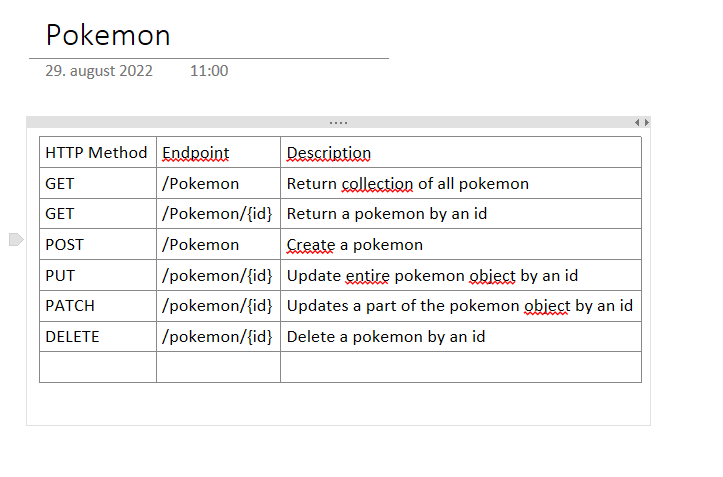 Pokemon
29. august 2022 11:00
HTTP Method Endpoint Description
GET /Pokemon Return collection of all pokemon
GET /Pokemon/{id} Return a pokemon by an id
POST /Pokemon Create a pokemon
PUT /pokemon/{id} Update entire pokemon object by an id
PATCH /pokemon/{id} Updates a part of the pokemon object by an id
DELETE /pokemon/{id} Delete a pokemon by an id